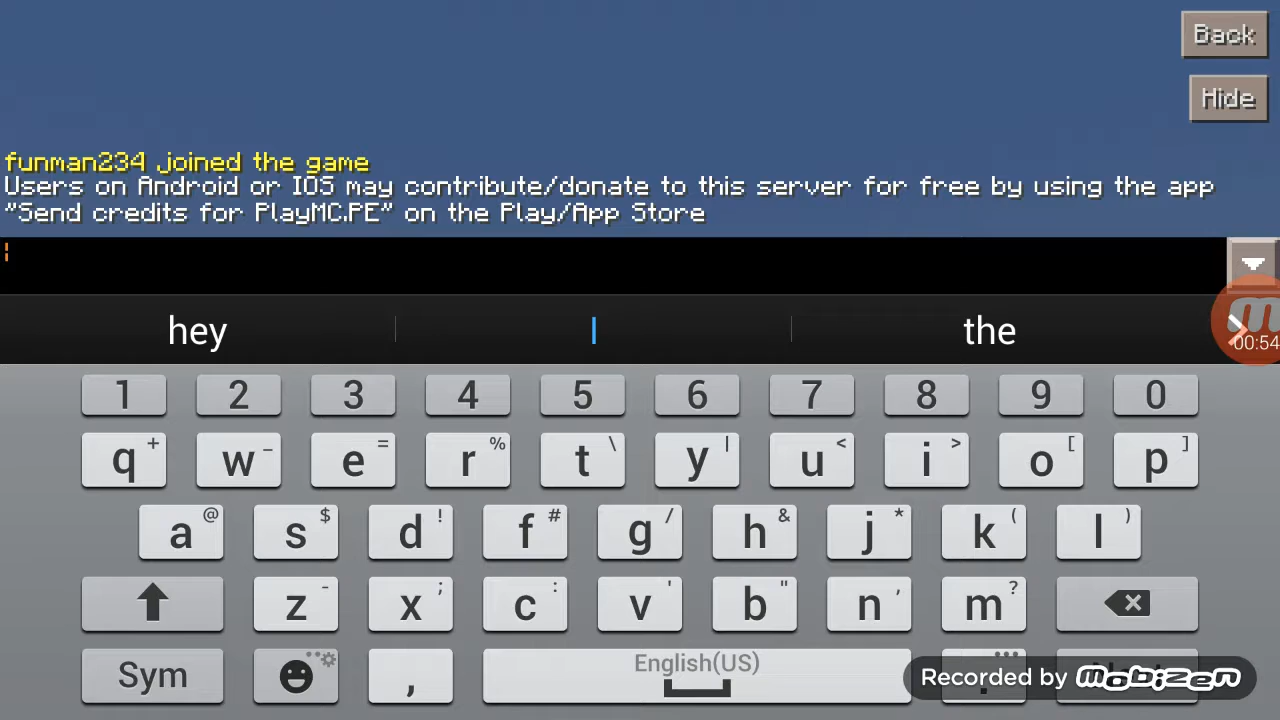 Back
Hide
funman234 joined the game
Users on Android or IOS may contribute/donate to this server for free by using the app
"Send credits for PlayMC.PE" on the Play/App Store
hey I the
00:54
1 2 3 4 5 6 7 8 9 0
q + w _ e = r % t \ y | u < i > o [ p ]
a @ s $ d ! f # g / h & j * k ( l )
z - x ; c : v ' b " n , m ?
Sym , English(US) .
Recorded by mobizen